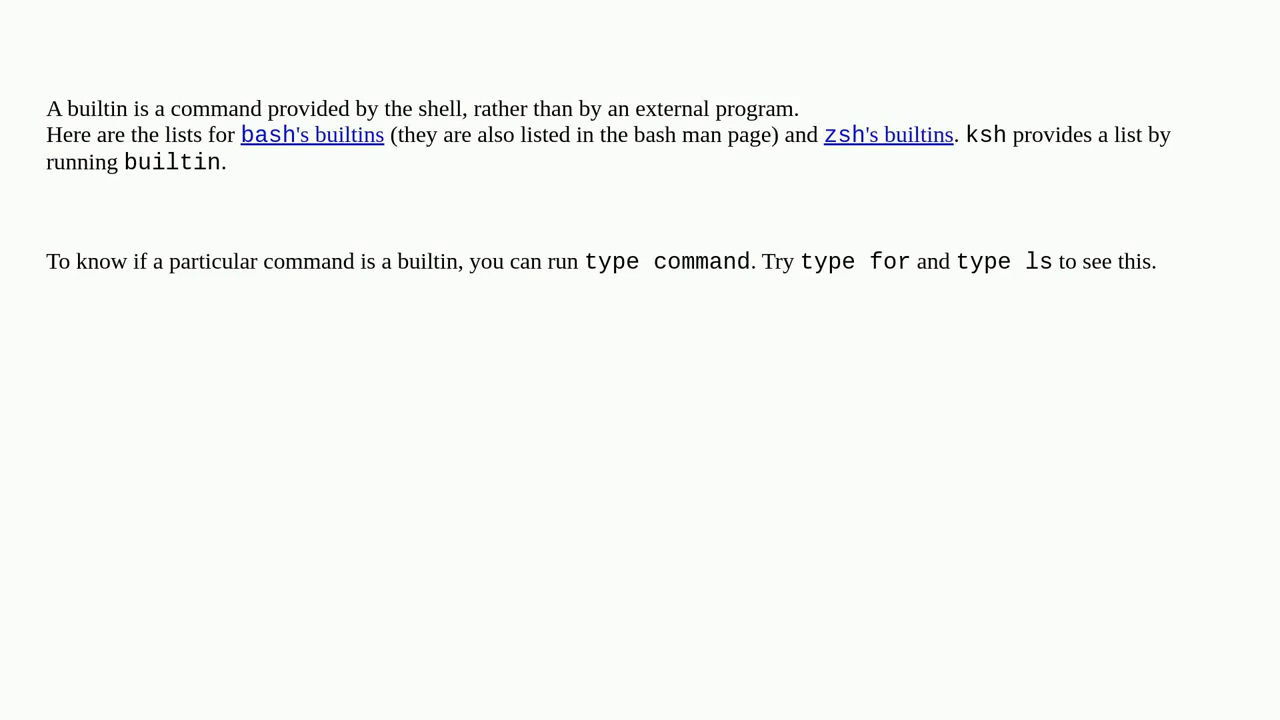 A builtin is a command provided by the shell, rather than by an external program.
Here are the lists for bash's builtins (they are also listed in the bash man page) and zsh's builtins. ksh provides a list by
running builtin.
To know if a particular command is a builtin, you can run type command. Try type for and type ls to see this.